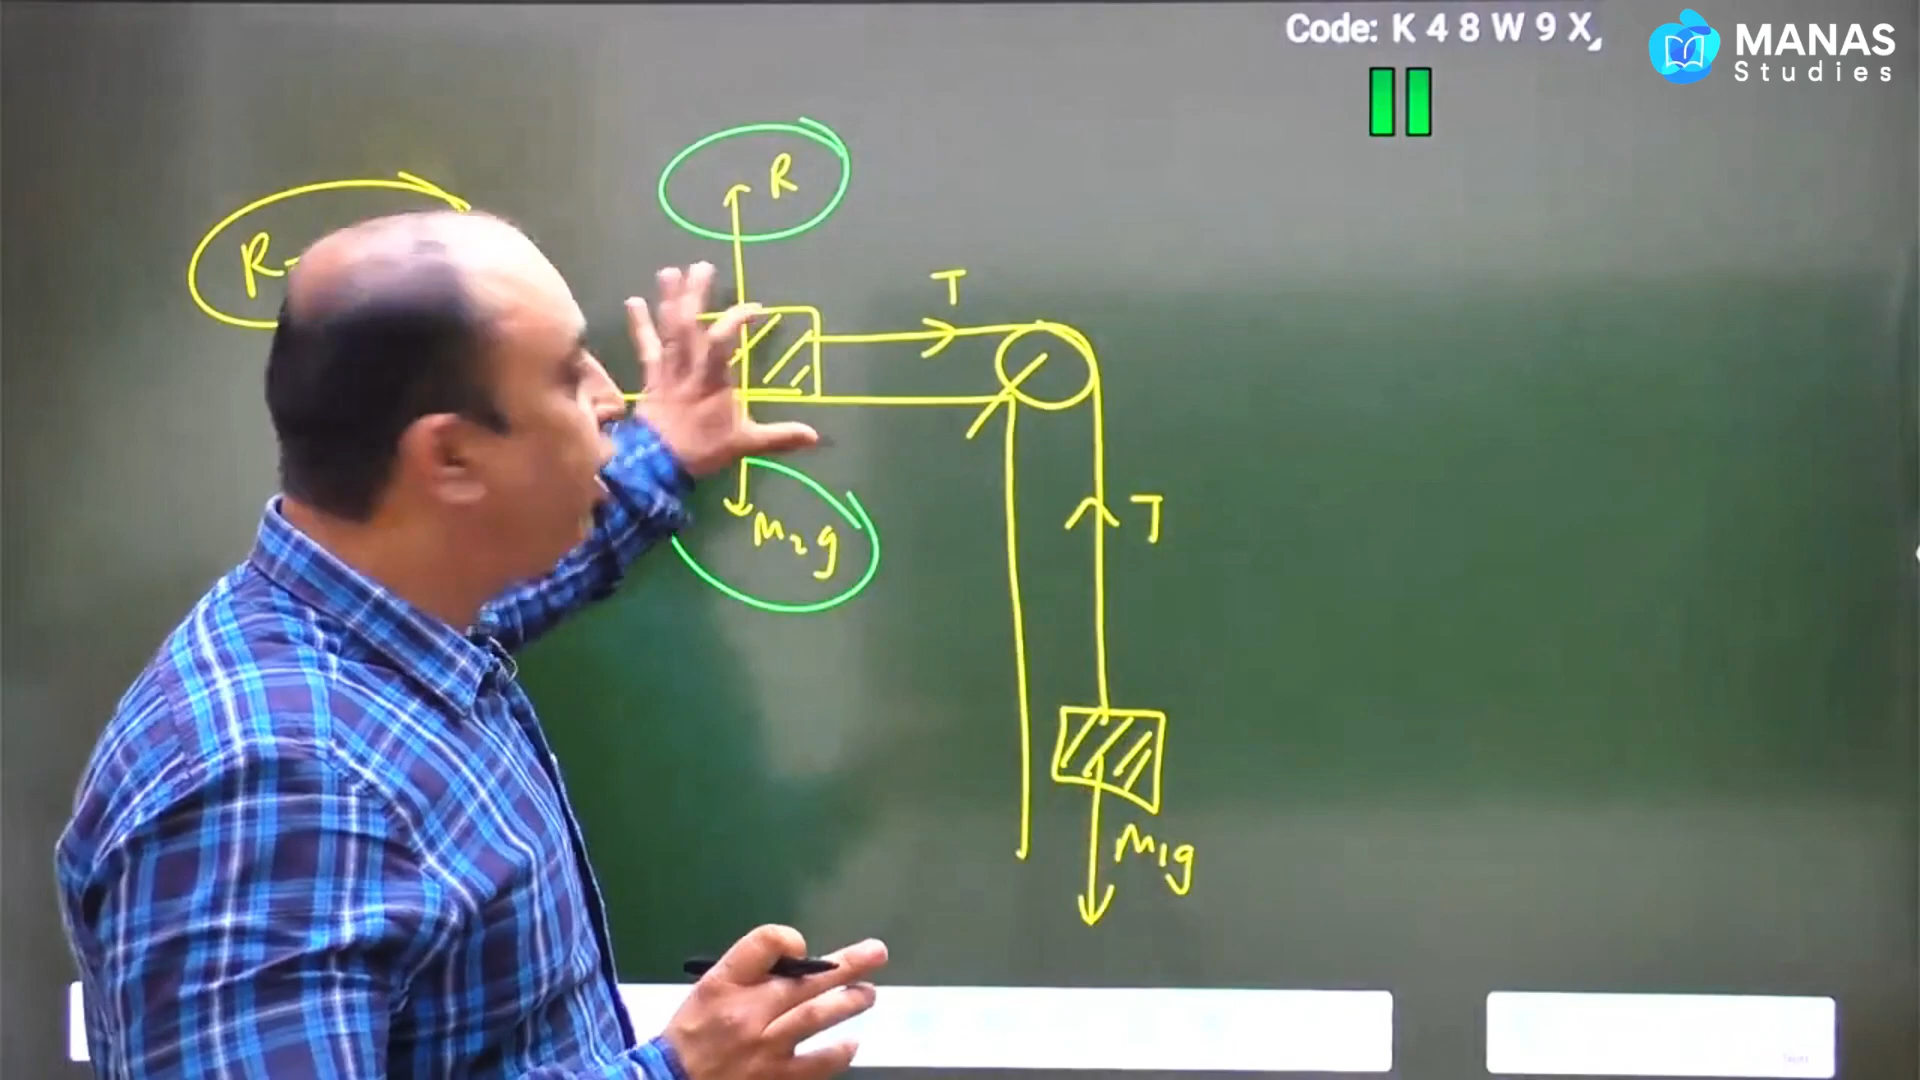 Code: K 4 8 W 9 X
MANAS
Studies
R
R
T
M₂g
T
M₁g